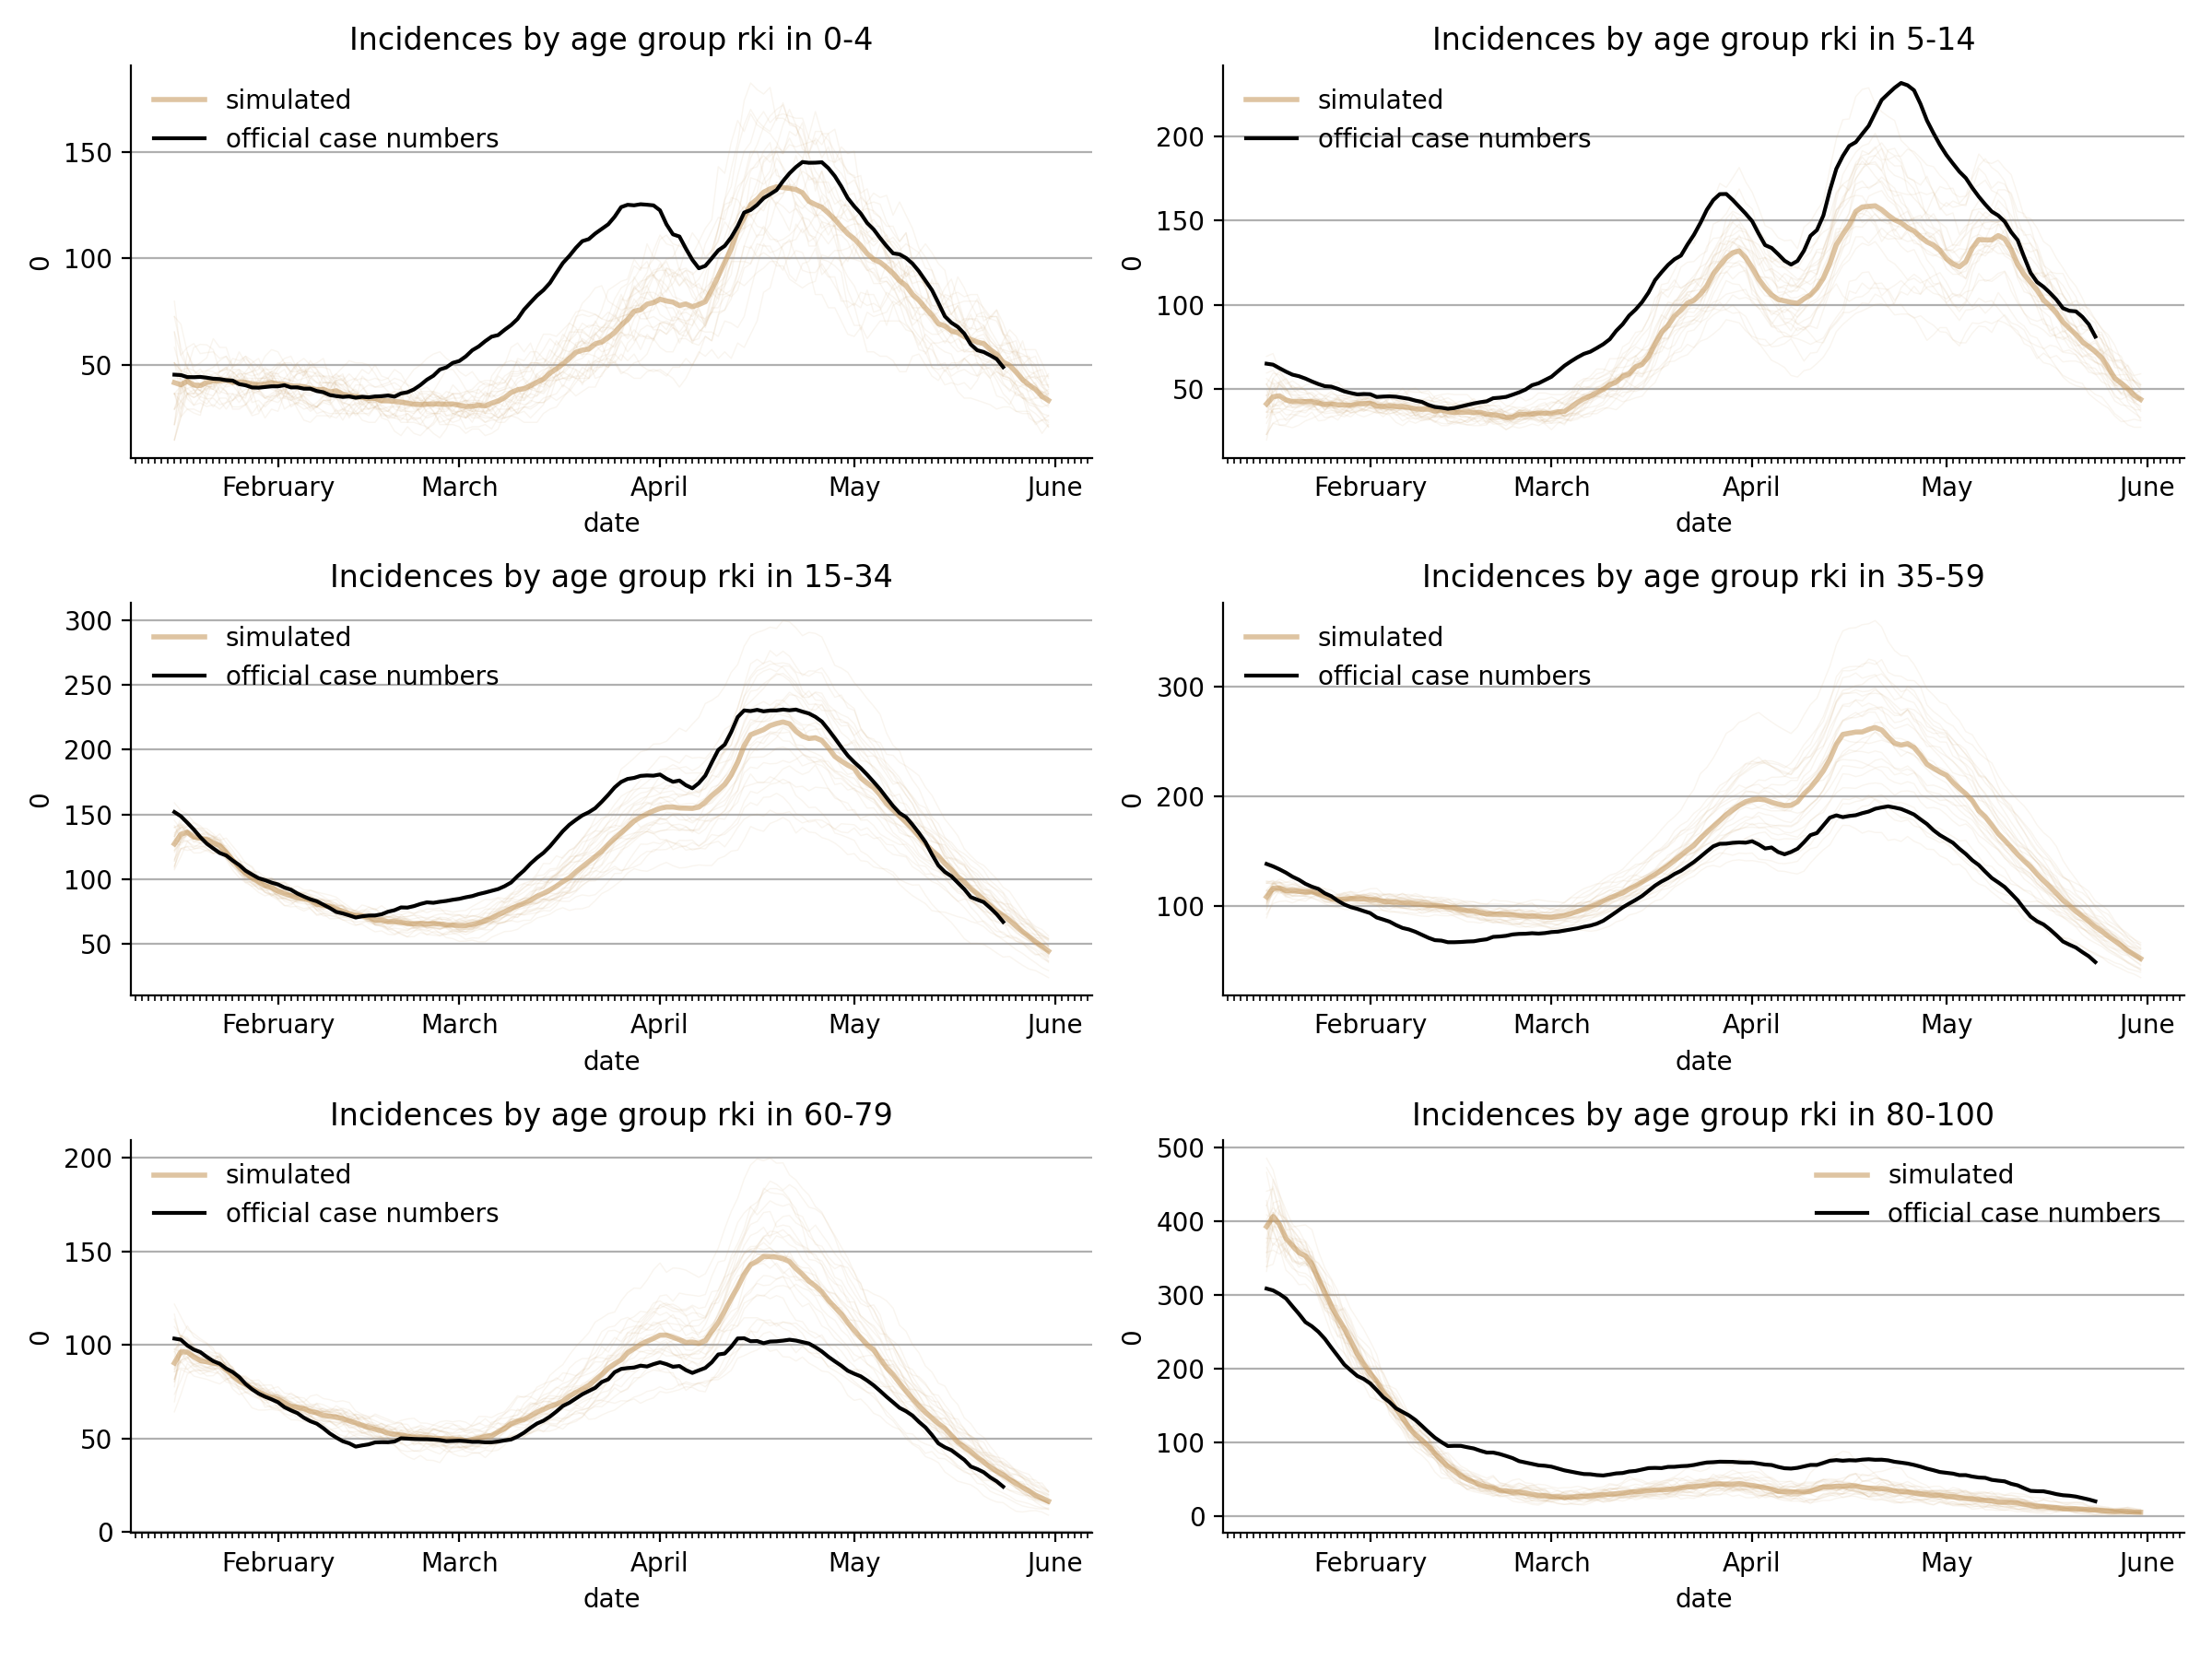 Incidences by age group rki in 0-4
simulated
official case numbers
150
100
50
0
February March April May June
date
Incidences by age group rki in 5-14
simulated
official case numbers
200
150
100
50
0
February March April May June
date
Incidences by age group rki in 15-34
simulated
official case numbers
300
250
200
150
100
50
0
February March April May June
date
Incidences by age group rki in 35-59
simulated
official case numbers
300
200
100
0
February March April May June
date
Incidences by age group rki in 60-79
simulated
official case numbers
200
150
100
50
0
0
February March April May June
date
Incidences by age group rki in 80-100
simulated
official case numbers
500
400
300
200
100
0
0
February March April May June
date